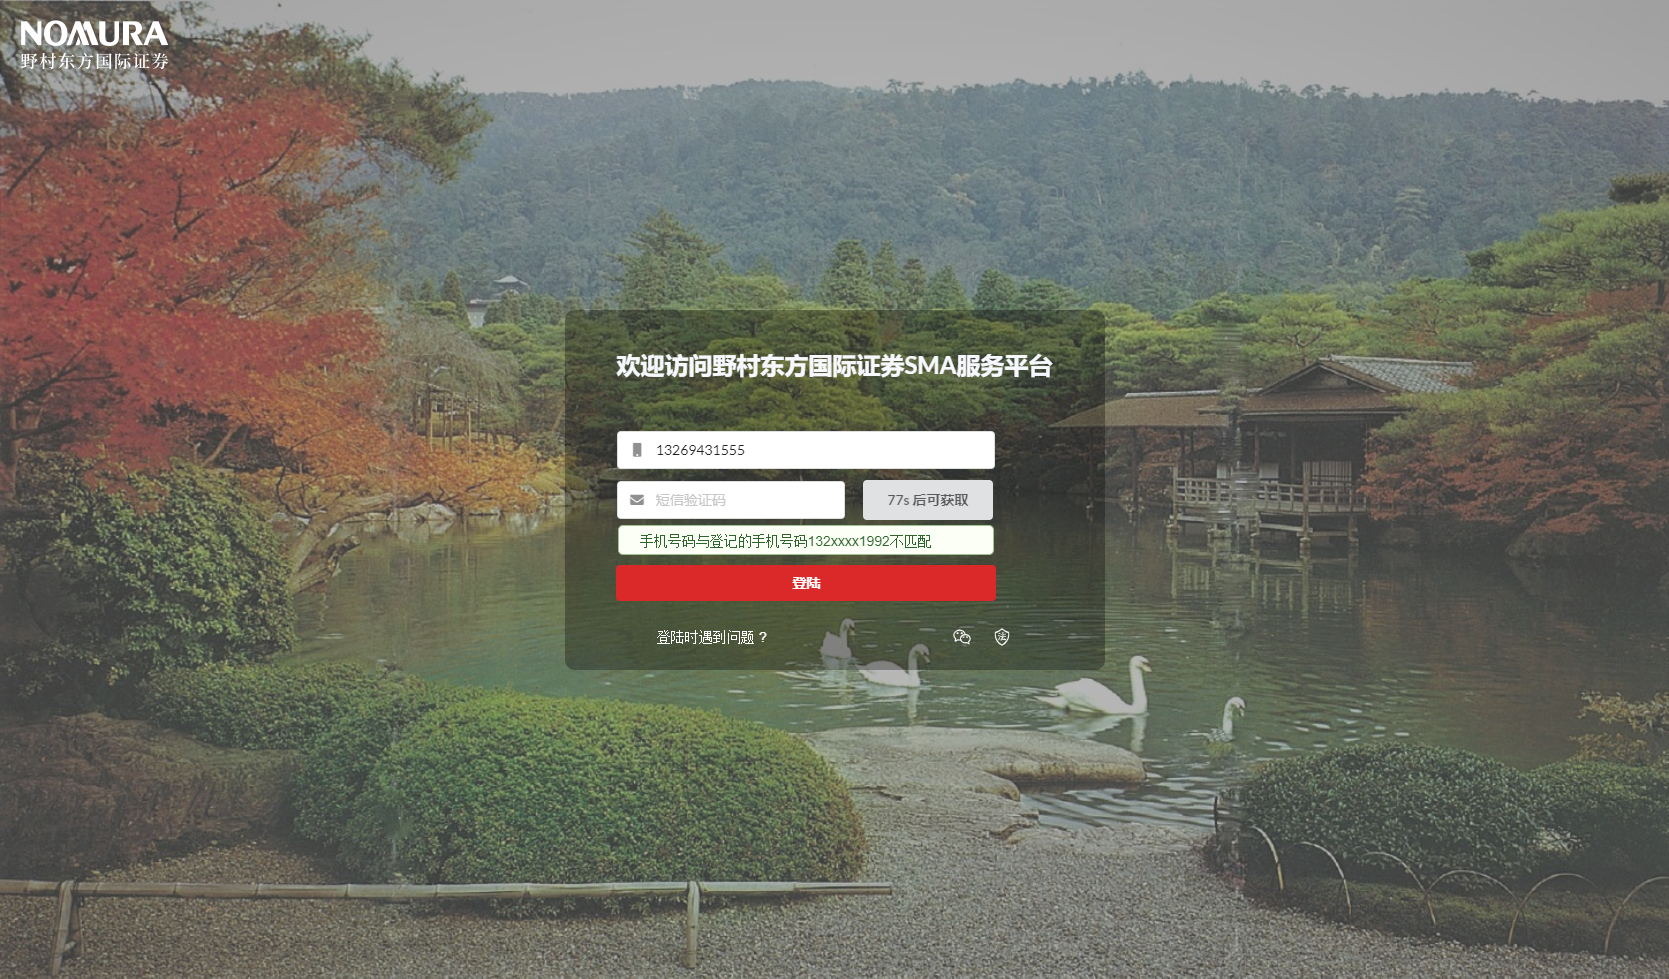 NOMURA
野村东方国际证券
欢迎访问野村东方国际证券SMA服务平台
13269431555
短信验证码
77s 后可获取
手机号码与登记的手机号码132xxxx1992不匹配
登陆
登陆时遇到问题？
法